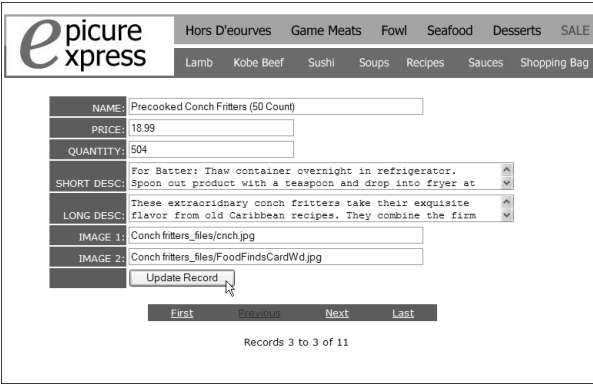 epicure express
Hors D'eourves Game Meats Fowl Seafood Desserts SALE
Lamb Kobe Beef Sushi Soups Recipes Sauces Shopping Bag
NAME: Precooked Conch Fritters (50 Count)
PRICE: 18.99
QUANTITY: 504
SHORT DESC: For Batter: Thaw container overnight in refrigerator.
Spoon out product with a teaspoon and drop into fryer at
LONG DESC: These extraoridnary conch fritters take their exquisite
flavor from old Caribbean recipes. They combine the firm
IMAGE 1: Conch fritters_files/cnch.jpg
IMAGE 2: Conch fritters_files/FoodFindsCardWd.jpg
Update Record
First Previous Next Last
Records 3 to 3 of 11